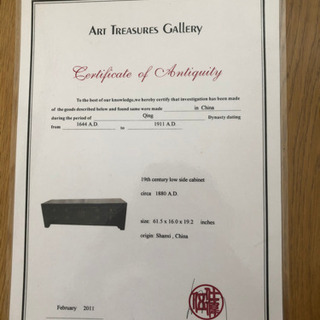 ART TREASURES GALLERY
Certificate of Antiquity
To the best of our knowledge,we hereby certify that investigation has been made
of the goods described below and found same were made in China
during the period of Qing Dynasty dating
from 1644 A.D. to 1911 A.D.
19th century low side cabinet
circa 1880 A.D.
size: 61.5 x 16.0 x 19.2 inches
origin: Shanxi , China
February 2011